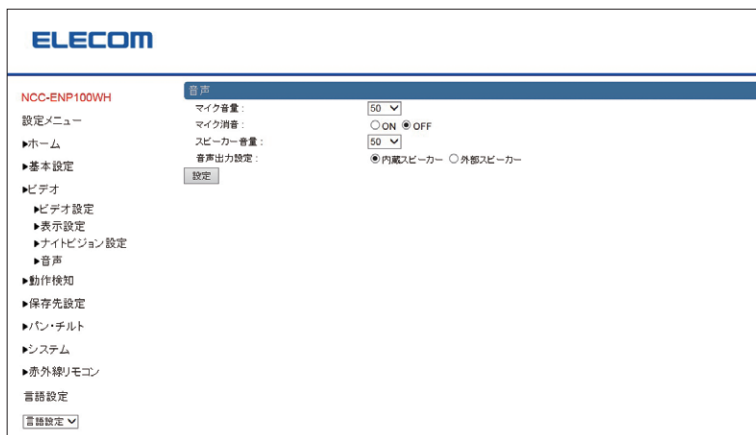 ELECOM
NCC-ENP100WH
設定メニュー
▶ホーム
▶基本設定
▶ビデオ
▶ビデオ設定
▶表示設定
▶ナイトビジョン設定
▶音声
▶動作検知
▶保存先設定
▶パン・チルト
▶システム
▶赤外線リモコン
言語設定
言語設定
音声
マイク音量 : 50
マイク消音 : ON OFF
スピーカー音量 : 50
音声出力設定 : 内蔵スピーカー 外部スピーカー
設定